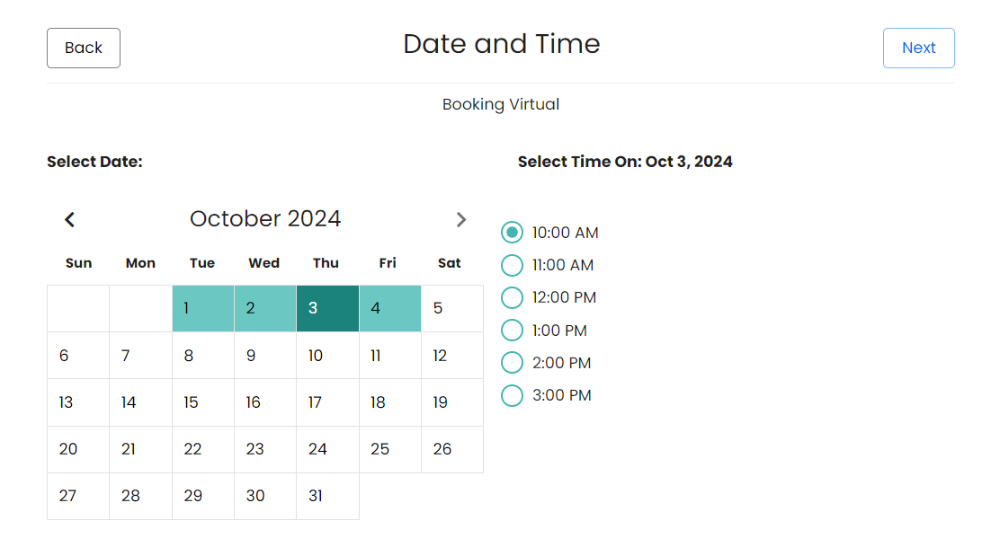 Back
Date and Time
Next
Booking Virtual
Select Date:
October 2024
Sun Mon Tue Wed Thu Fri Sat
1 2 3 4 5
6 7 8 9 10 11 12
13 14 15 16 17 18 19
20 21 22 23 24 25 26
27 28 29 30 31
Select Time On: Oct 3, 2024
10:00 AM
11:00 AM
12:00 PM
1:00 PM
2:00 PM
3:00 PM